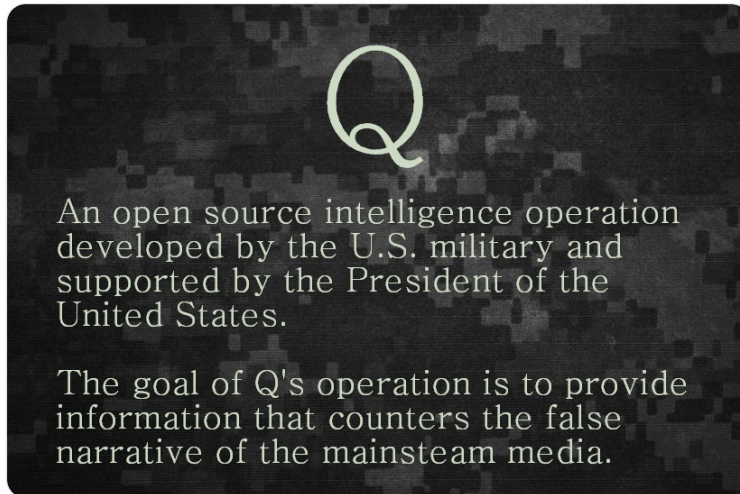 Q
An open source intelligence operation
developed by the U.S. military and
supported by the President of the
United States.
The goal of Q's operation is to provide
information that counters the false
narrative of the mainsteam media.